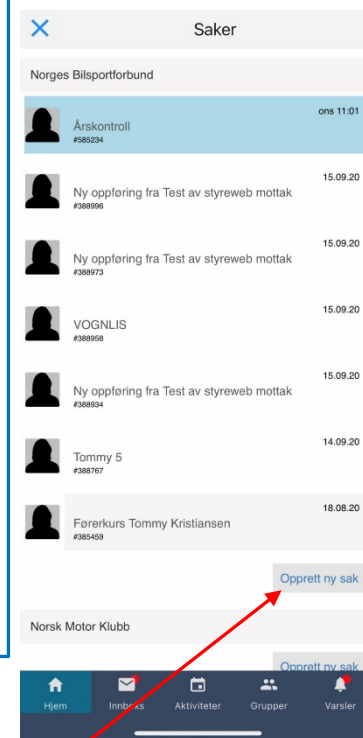 Saker
Norges Bilsportforbund
ons 11:01
Årskontroll
#585234
15.09.20
Ny oppføring fra Test av styreweb mottak
#388996
15.09.20
Ny oppføring fra Test av styreweb mottak
#388973
15.09.20
VOGNLIS
#388958
15.09.20
Ny oppføring fra Test av styreweb mottak
#388934
14.09.20
Tommy 5
#388767
18.08.20
Førerkurs Tommy Kristiansen
#385459
Opprett ny sak
Norsk Motor Klubb
Opprett ny sak
Hjem Innboks Aktiviteter Grupper Varsler